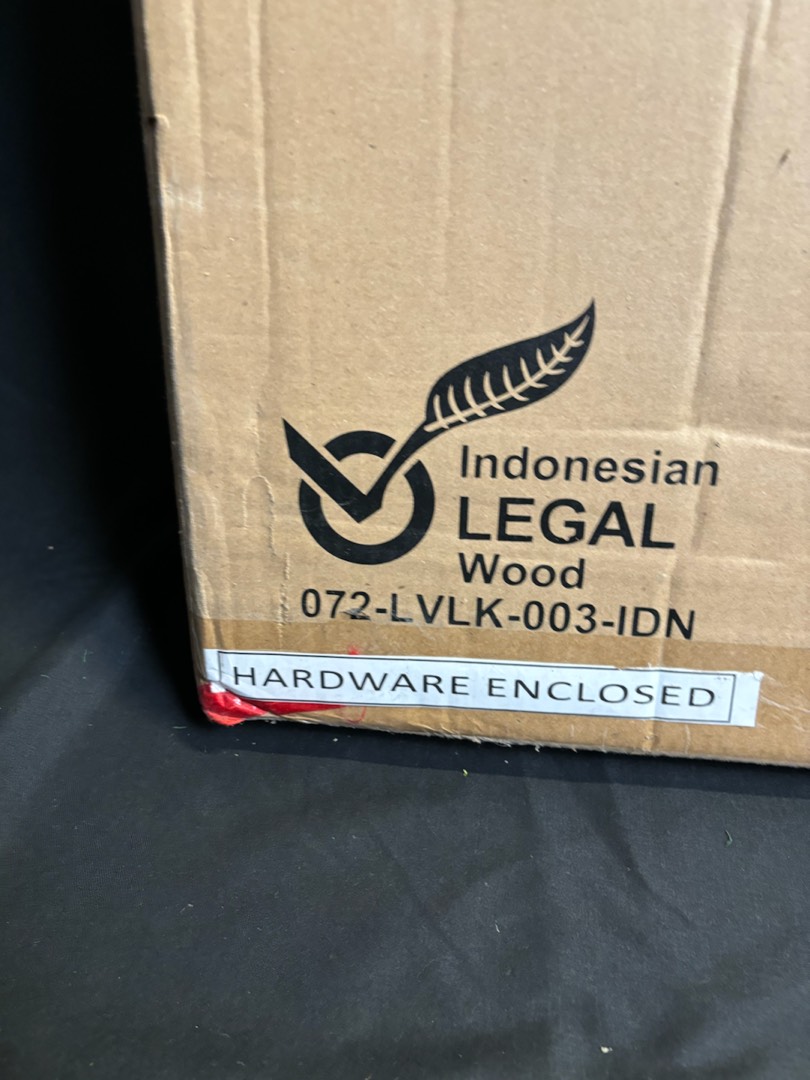 Indonesian
LEGAL
Wood
072-LVLK-003-IDN
HARDWARE ENCLOSED